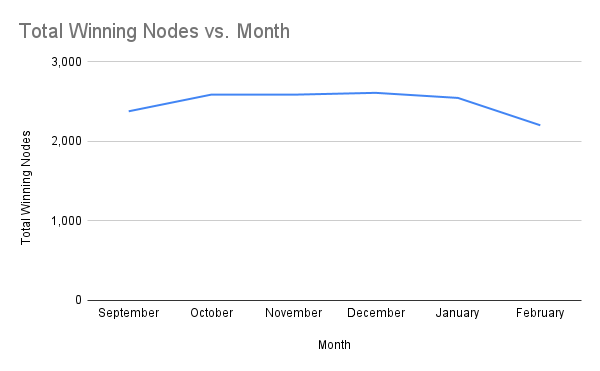 Total Winning Nodes vs. Month
Total Winning Nodes
3,000
2,000
1,000
0
September October November December January February
Month